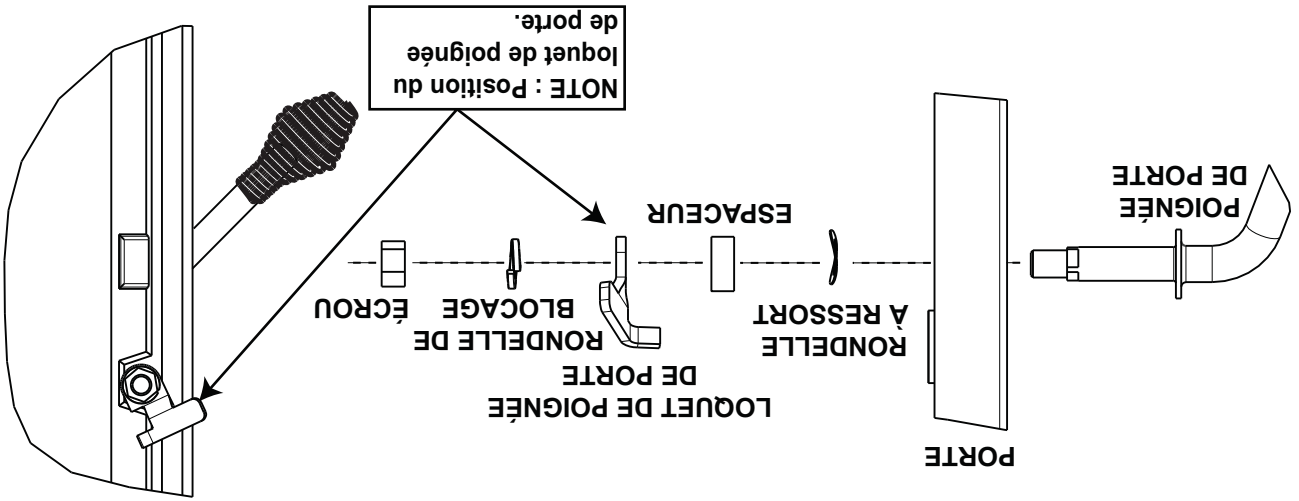 PORTE
LOQUET DE POIGNÉE
DE PORTE
RONDELLE
À RESSORT
RONDELLE DE
BLOCAGE
ÉCROU
ESPACEUR
POIGNÉE
DE PORTE
NOTE : Position du
loquet de poignée
de porte.